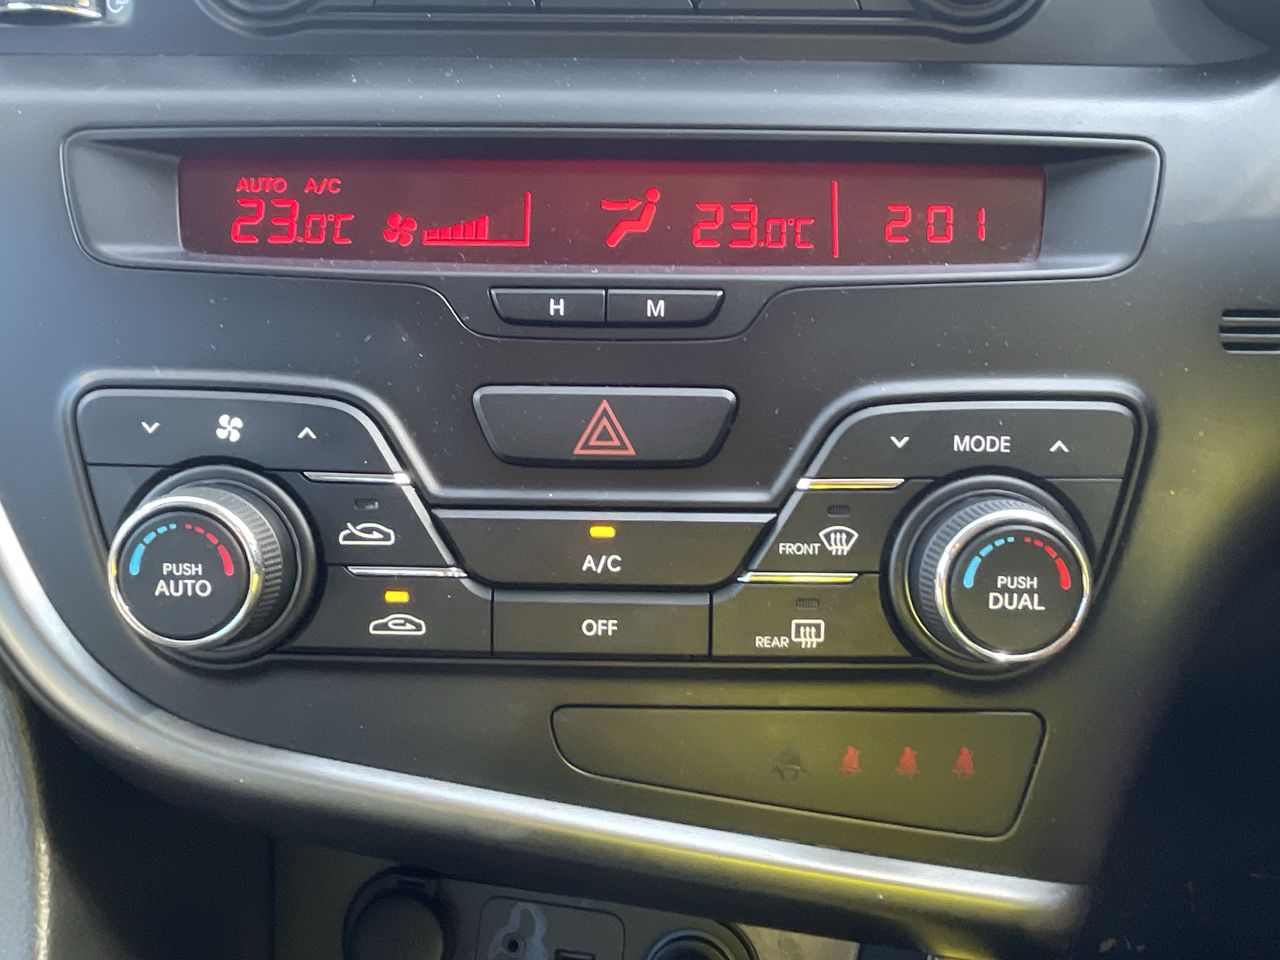 AUTO A/C
23.0°C
23.0°C
2 01
H
M
MODE
PUSH
AUTO
A/C
FRONT
PUSH
DUAL
OFF
REAR